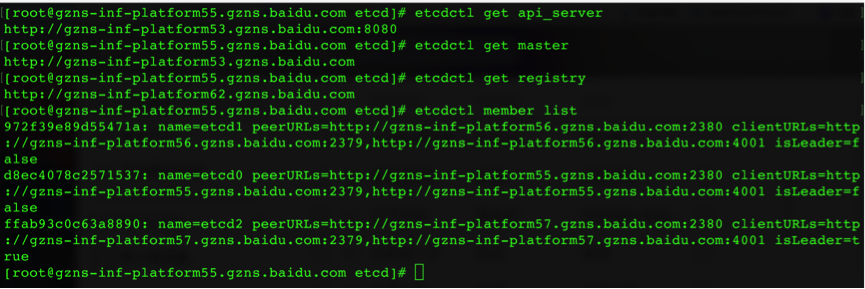 [root@gzns-inf-platform55.gzns.baidu.com etcd]# etcdctl get api_server
http://gzns-inf-platform53.gzns.baidu.com:8080
[root@gzns-inf-platform55.gzns.baidu.com etcd]# etcdctl get master
http://gzns-inf-platform53.gzns.baidu.com
[root@gzns-inf-platform55.gzns.baidu.com etcd]# etcdctl get registry
http://gzns-inf-platform62.gzns.baidu.com
[root@gzns-inf-platform55.gzns.baidu.com etcd]# etcdctl member list
972f39e89d55471a: name=etcd1 peerURLs=http://gzns-inf-platform56.gzns.baidu.com:2380 clientURLs=http
://gzns-inf-platform56.gzns.baidu.com:2379,http://gzns-inf-platform56.gzns.baidu.com:4001 isLeader=f
alse
d8ec4078c2571537: name=etcd0 peerURLs=http://gzns-inf-platform55.gzns.baidu.com:2380 clientURLs=http
://gzns-inf-platform55.gzns.baidu.com:2379,http://gzns-inf-platform55.gzns.baidu.com:4001 isLeader=f
alse
ffab93c0c63a8890: name=etcd2 peerURLs=http://gzns-inf-platform57.gzns.baidu.com:2380 clientURLs=http
://gzns-inf-platform57.gzns.baidu.com:2379,http://gzns-inf-platform57.gzns.baidu.com:4001 isLeader=t
rue
[root@gzns-inf-platform55.gzns.baidu.com etcd]#